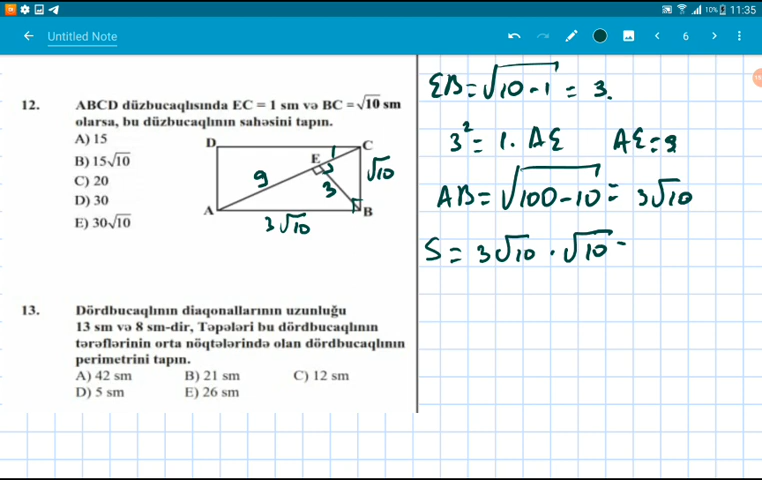 10% 11:35
Untitled Note
6
12. ABCD düzbucaqlısında EC = 1 sm və BC = √10 sm
olarsa, bu düzbucaqlının sahəsini tapın.
A) 15
B) 15√10
C) 20
D) 30
E) 30√10
D
C
E
A
B
1
9
3
√10
3√10
13. Dördbucaqlının diaqonallarının uzunluğu
13 sm və 8 sm-dir, Təpələri bu dördbucaqlının
tərəflərinin orta nöqtələrində olan dördbucaqlının
perimetrini tapın.
A) 42 sm B) 21 sm C) 12 sm
D) 5 sm E) 26 sm
EB = √10-1 = 3.
3² = 1. AE AE = 9
AB = √100-10 = 3√10
S = 3√10 . √10 =